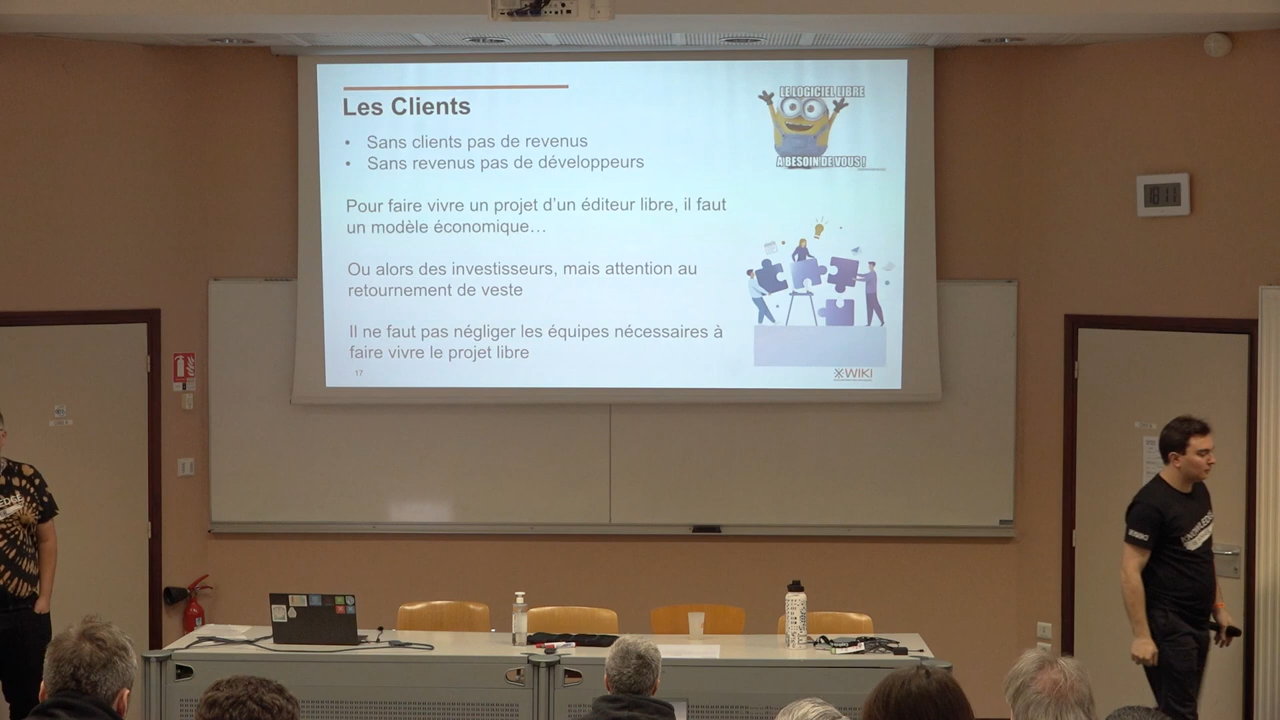 Les Clients
LE LOGICIEL LIBRE
A BESOIN DE VOUS !
• Sans clients pas de revenus
• Sans revenus pas de développeurs
Pour faire vivre un projet d'un éditeur libre, il faut
un modèle économique…
Ou alors des investisseurs, mais attention au
retournement de veste
Il ne faut pas négliger les équipes nécessaires à
faire vivre le projet libre
17
XWIKI
18:11